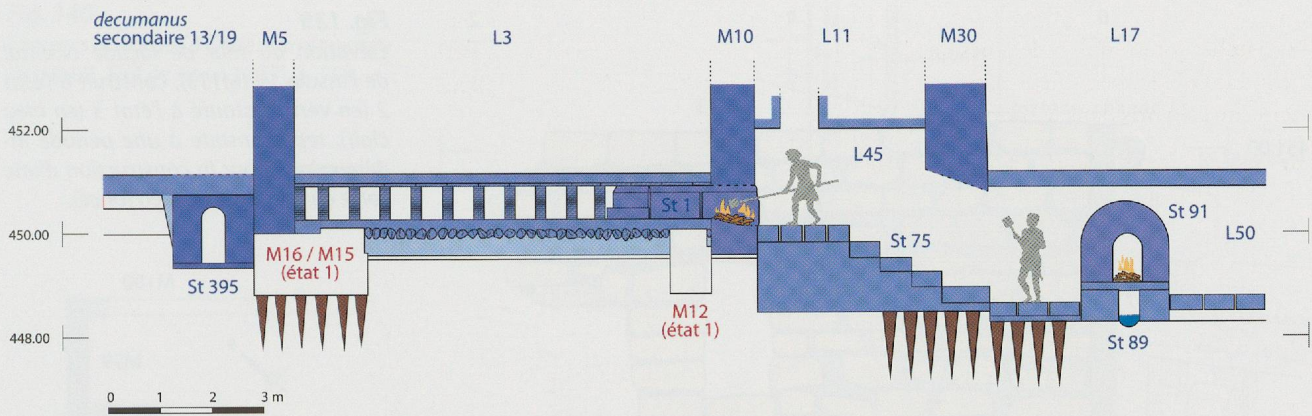 decumanus
secondaire 13/19
M5
L3
M10
L11
M30
L17
452.00
L45
St 1
St 91
450.00
M16 / M15
(état 1)
St 75
L50
St 395
M12
(état 1)
448.00
St 89
0 1 2 3 m